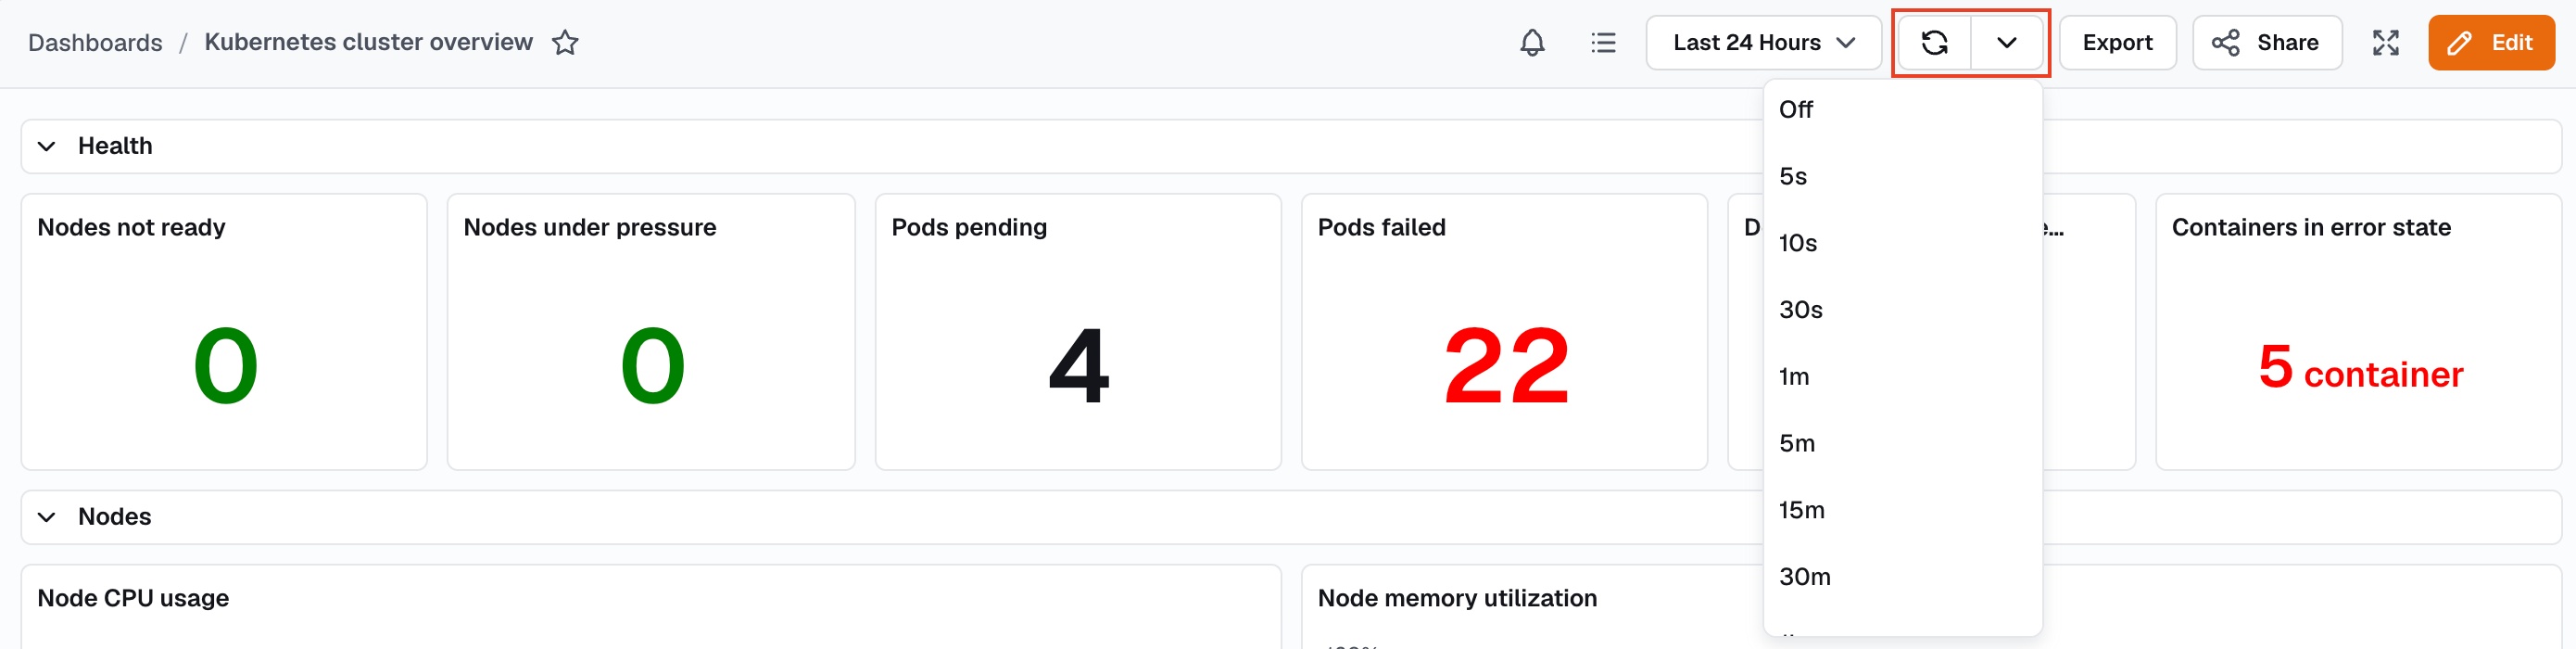 Dashboards / Kubernetes cluster overview
Last 24 Hours
Export
Share
Edit
Off
5s
10s
30s
1m
5m
15m
30m
Health
Nodes not ready
0
Nodes under pressure
0
Pods pending
4
Pods failed
22
Containers in error state
5 container
Nodes
Node CPU usage
Node memory utilization